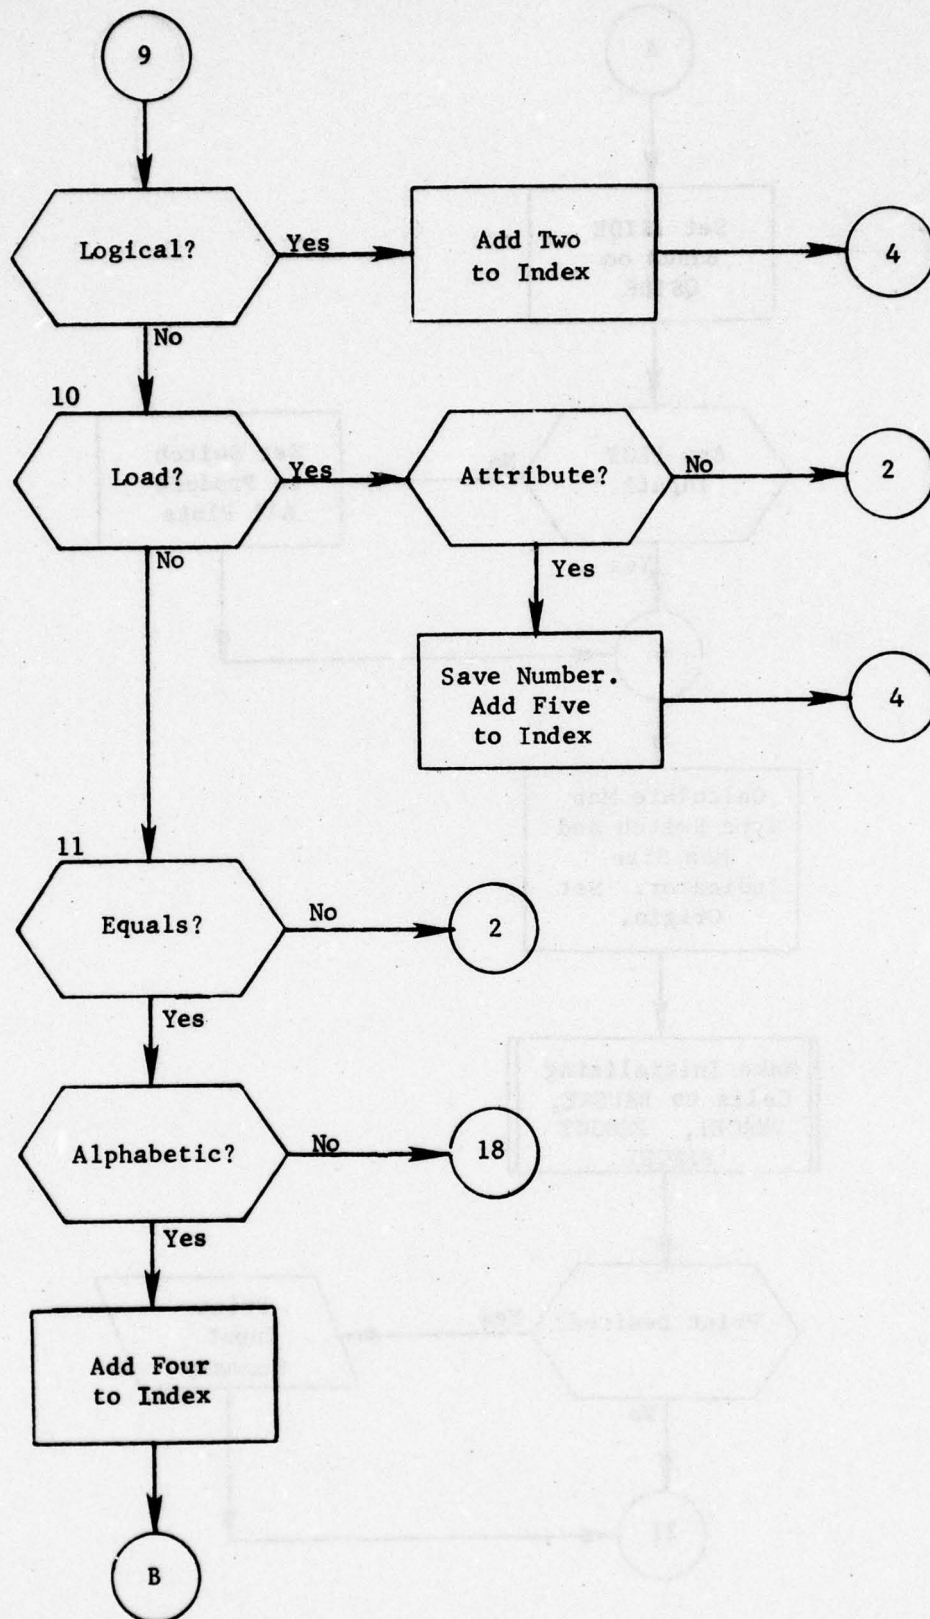 9
Logical?
Yes
Add Two
to Index
4
No
10
Load?
Yes
Attribute?
No
2
No
Yes
Save Number.
Add Five
to Index
4
11
Equals?
No
2
Yes
Alphabetic?
No
18
Yes
Add Four
to Index
B